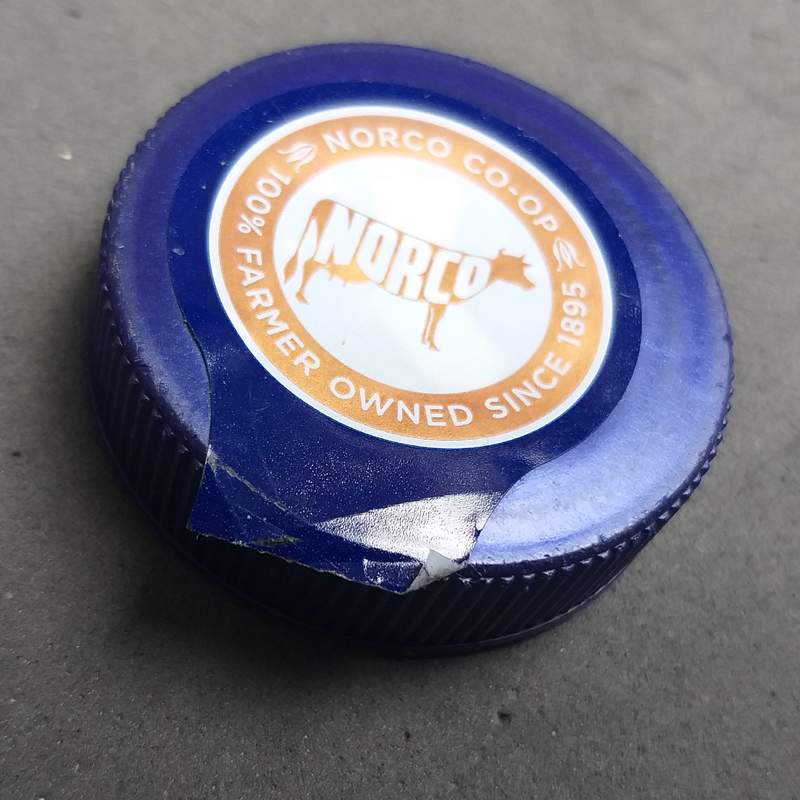 NORCO CO-OP
100% FARMER OWNED SINCE 1895
NORCO